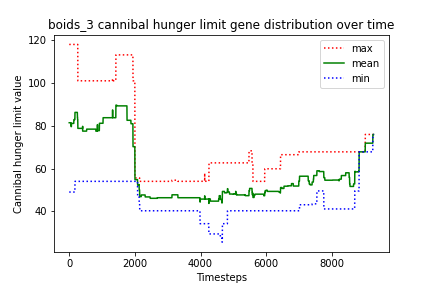 boids_3 cannibal hunger limit gene distribution over time
Cannibal hunger limit value
120
100
80
60
40
max
mean
min
0
2000
4000
6000
8000
Timesteps